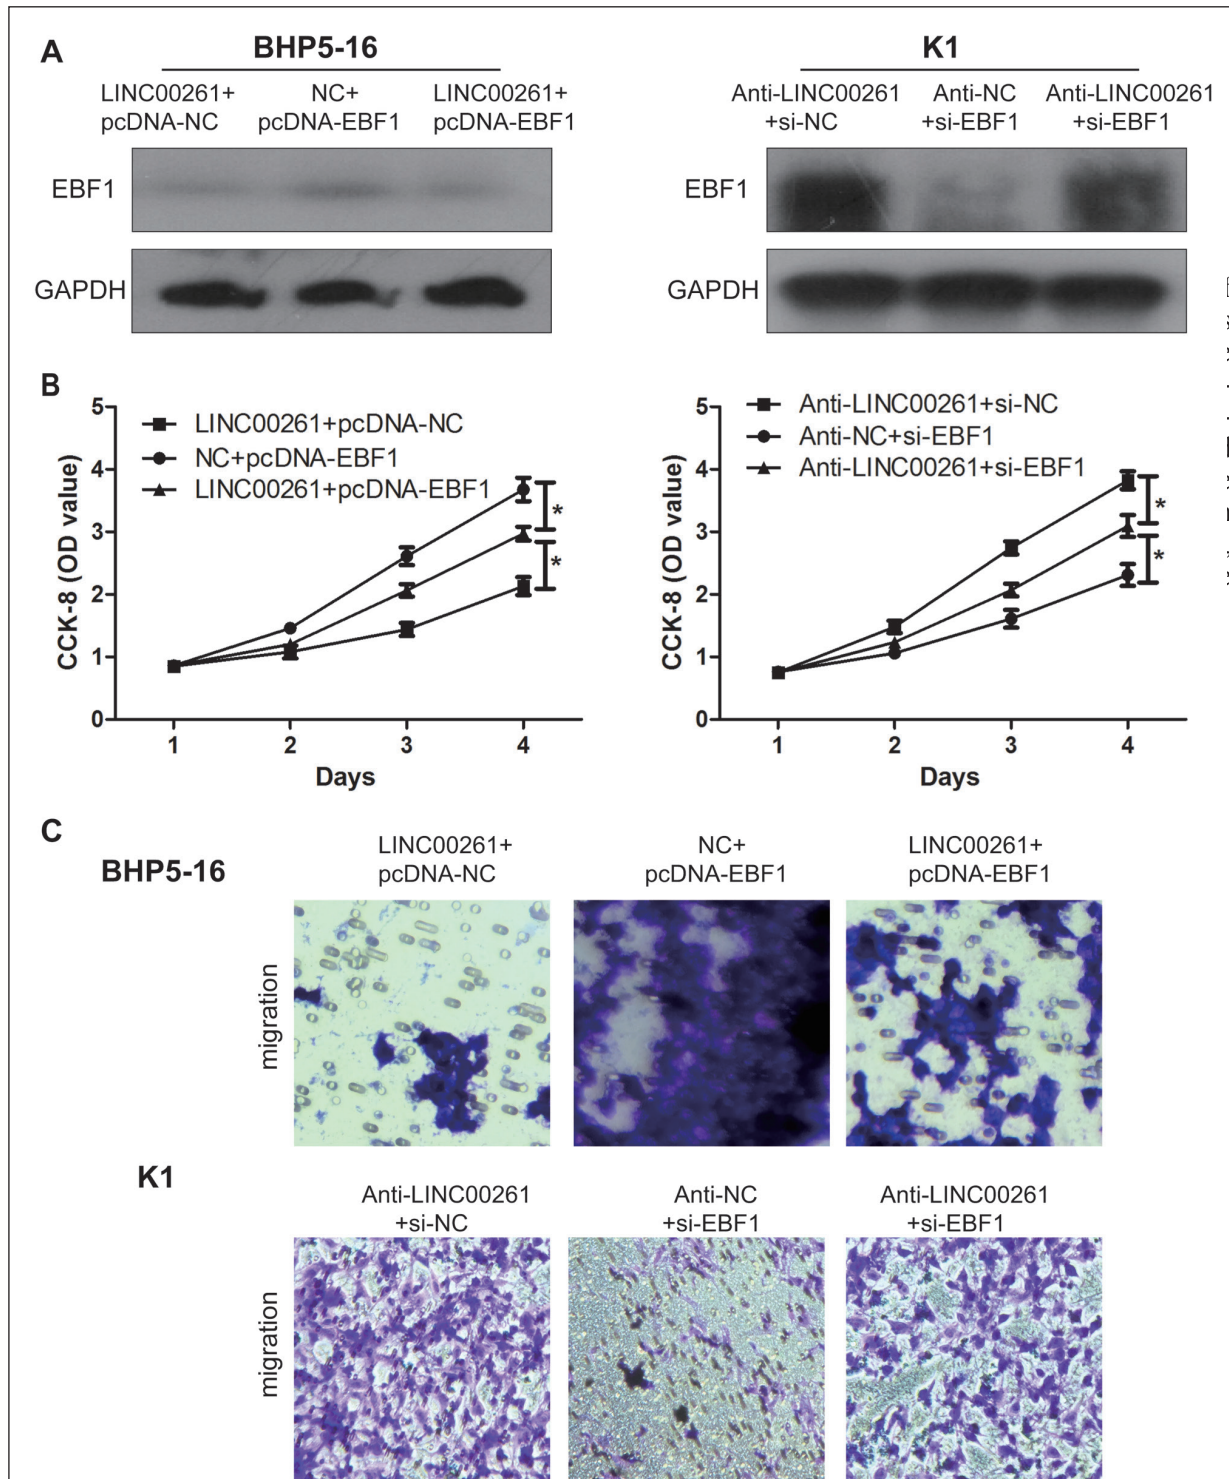 A
BHP5-16
K1
LINC00261+
pcDNA-NC
NC+
pcDNA-EBF1
LINC00261+
pcDNA-EBF1
Anti-LINC00261
+si-NC
Anti-NC
+si-EBF1
Anti-LINC00261
+si-EBF1
EBF1
EBF1
GAPDH
GAPDH
B
5
4
3
2
1
0
CCK-8 (OD value)
LINC00261+pcDNA-NC
NC+pcDNA-EBF1
LINC00261+pcDNA-EBF1
*
*
1 2 3 4
Days
5
4
3
2
1
0
CCK-8 (OD value)
Anti-LINC00261+si-NC
Anti-NC+si-EBF1
Anti-LINC00261+si-EBF1
*
*
1 2 3 4
Days
C
BHP5-16
LINC00261+
pcDNA-NC
NC+
pcDNA-EBF1
LINC00261+
pcDNA-EBF1
migration
K1
Anti-LINC00261
+si-NC
Anti-NC
+si-EBF1
Anti-LINC00261
+si-EBF1
migration